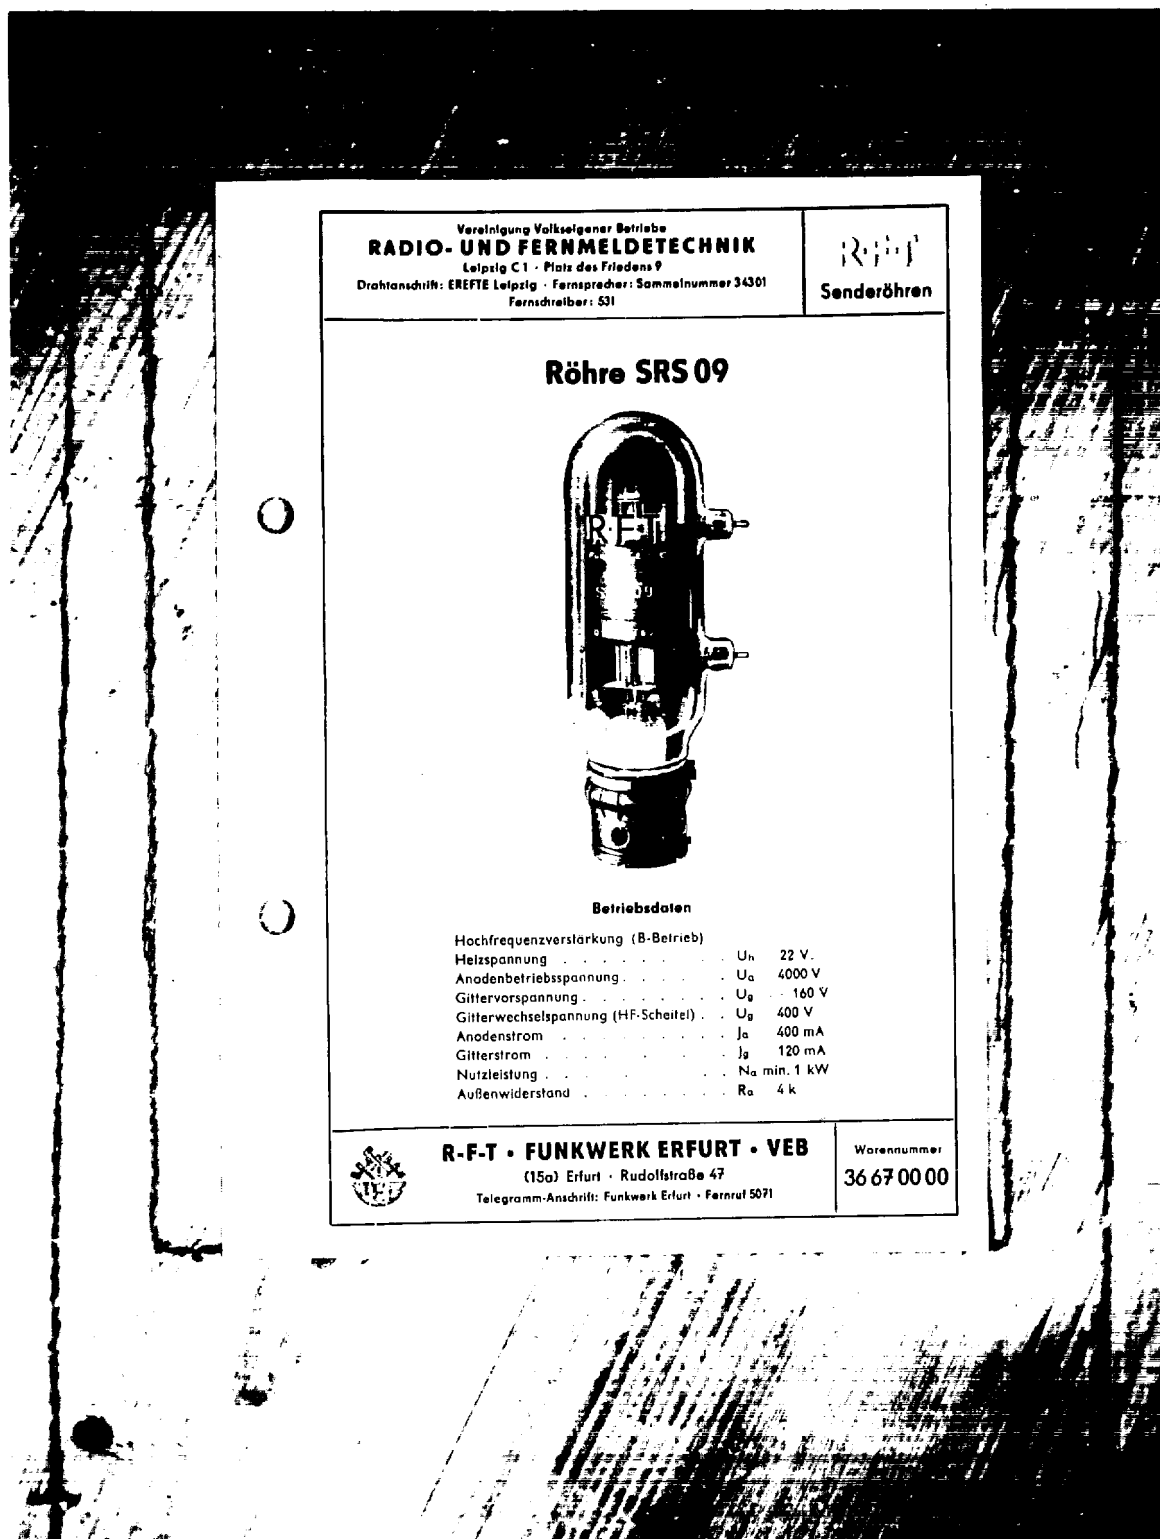 Vereinigung Volkseigener Betriebe
RADIO- UND FERNMELDETECHNIK
Leipzig C 1 · Platz des Friedens 9
Drahtanschrift: EREFTE Leipzig · Fernsprecher: Sammelnummer 34301
Fernschreiber: 531
R·F·T
Senderöhren
Röhre SRS 09
R·F·T
09
Betriebsdaten
Hochfrequenzverstärkung (B-Betrieb)
Heizspannung . . . . . . . . . Uh 22 V.
Anodenbetriebsspannung . . . . . . Ua 4000 V
Gittervorspannung . . . . . . . . Ug - 160 V
Gitterwechselspannung (HF-Scheitel) . . Ug 400 V
Anodenstrom . . . . . . . . . Ja 400 mA
Gitterstrom . . . . . . . . . Jg 120 mA
Nutzleistung . . . . . . . . . Na min. 1 kW
Außenwiderstand . . . . . . . . Ra 4 k
R-F-T · FUNKWERK ERFURT · VEB
(15a) Erfurt · Rudolfstraße 47
Telegramm-Anschrift: Funkwerk Erfurt · Fernruf 5071
Warennummer
36 67 00 00